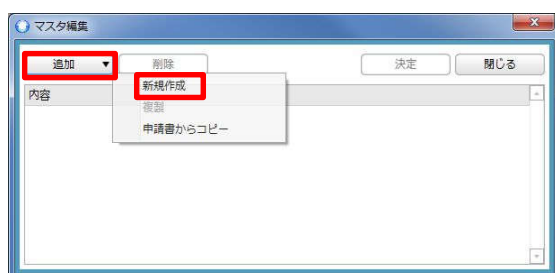 マスタ編集
追加 ▼ 削除 決定 閉じる
内容
新規作成
複製
申請書からコピー